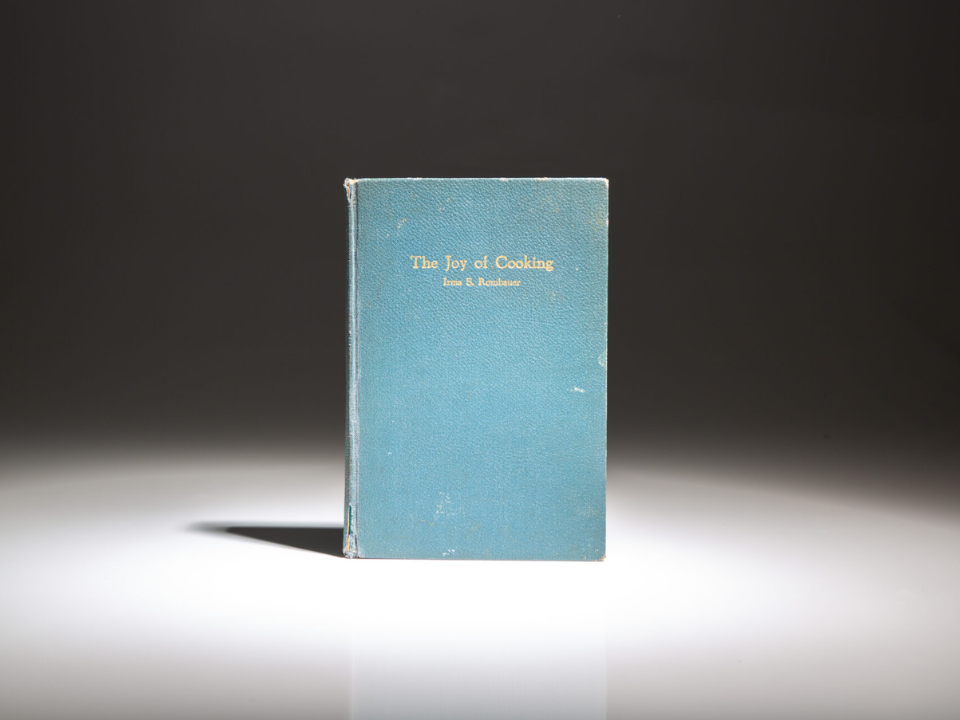 The Joy of Cooking
Irma S. Rombauer